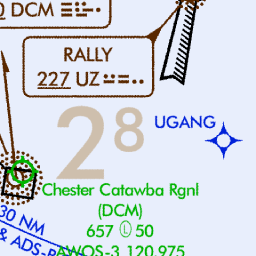 DCM
RALLY
227 UZ
28
UGANG
Chester Catawba Rgnl
(DCM)
657 Ⓛ 50
AWOS-3 120.975
30 NM
& ADS-